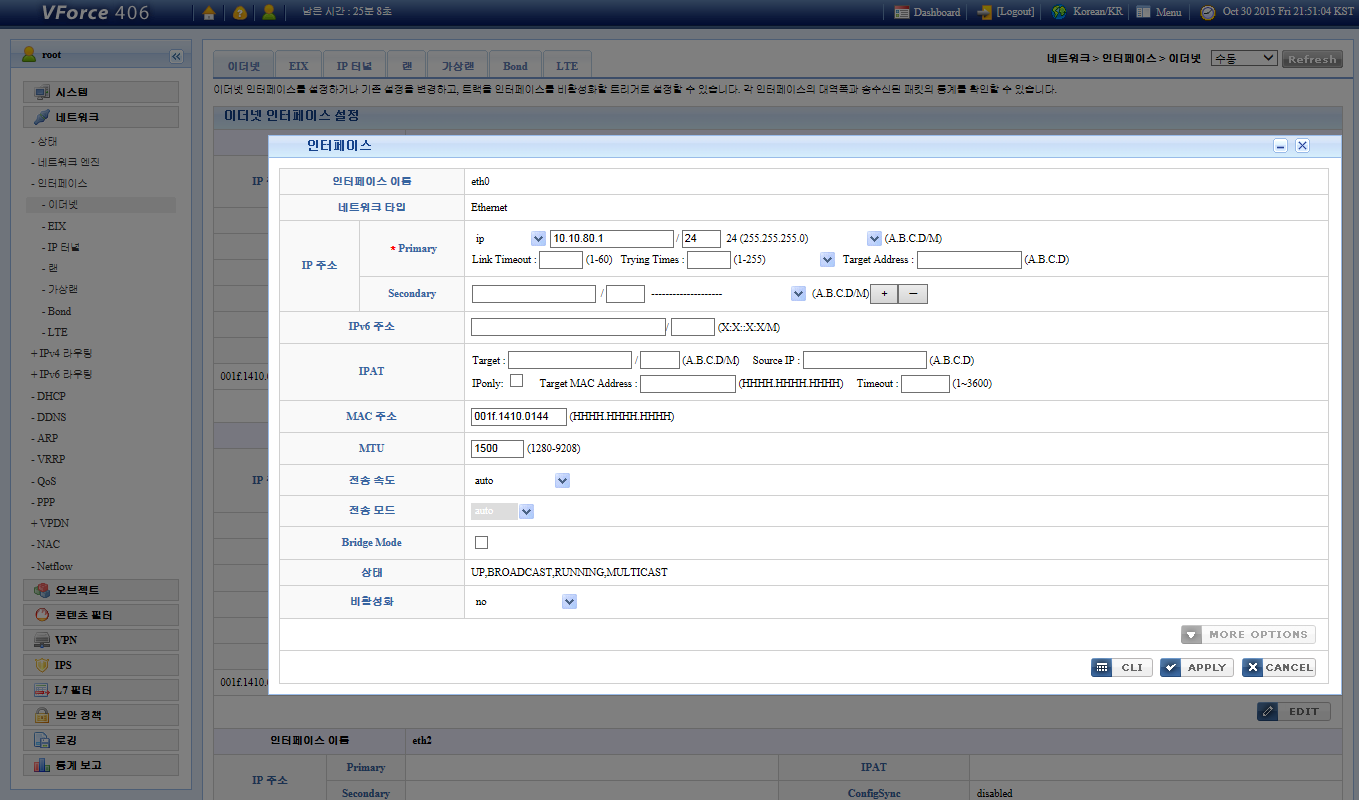 VForce 406
남은 시간 : 25분 8초
Dashboard
[Logout]
Korean/KR
Menu
Oct 30 2015 Fri 21:51:04 KST
root
시스템
네트워크
- 상태
- 네트워크 엔진
- 인터페이스
- 이더넷
- EIX
- IP 터널
- 랜
- 가상랜
- Bond
- LTE
+ IPv4 라우팅
+ IPv6 라우팅
- DHCP
- DDNS
- ARP
- VRRP
- QoS
- PPP
+ VPDN
- NAC
- Netflow
오브젝트
콘텐츠 필터
VPN
IPS
L7 필터
보안 정책
로깅
통계 보고
이더넷 EIX IP 터널 랜 가상랜 Bond LTE
네트워크 > 인터페이스 > 이더넷 수동 Refresh
이더넷 인터페이스를 설정하거나 기존 설정을 변경하고, 트랙을 인터페이스를 비활성화할 트리거로 설정할 수 있습니다. 각 인터페이스의 대역폭과 송수신된 패킷의 통계를 확인할 수 있습니다.
이더넷 인터페이스 설정
IP
001f.1410.
IP
001f.1410.
인터페이스
인터페이스 이름 eth0
네트워크 타입 Ethernet
IP 주소
* Primary ip 10.10.80.1 / 24 24 (255.255.255.0) (A.B.C.D/M)
Link Timeout : (1-60) Trying Times : (1-255) Target Address : (A.B.C.D)
Secondary / -------------------- (A.B.C.D/M) + −
IPv6 주소 / (X:X::X:X/M)
IPAT
Target : / (A.B.C.D/M) Source IP : (A.B.C.D)
IPonly: Target MAC Address : (HHHH.HHHH.HHHH) Timeout : (1~3600)
MAC 주소 001f.1410.0144 (HHHH.HHHH.HHHH)
MTU 1500 (1280-9208)
전송 속도 auto
전송 모드 auto
Bridge Mode
상태 UP,BROADCAST,RUNNING,MULTICAST
비활성화 no
MORE OPTIONS
CLI APPLY CANCEL
EDIT
인터페이스 이름 eth2
IP 주소
Primary IPAT
Secondary ConfigSync disabled